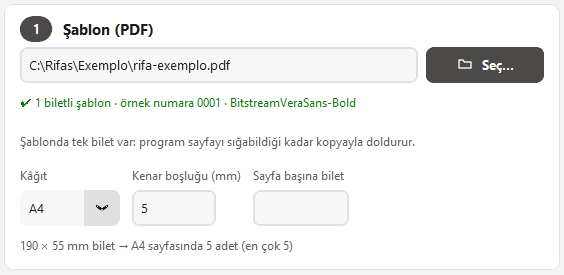 1 Şablon (PDF)
C:\Rifas\Exemplo\rifa-exemplo.pdf Seç...
✔ 1 biletli şablon · örnek numara 0001 · BitstreamVeraSans-Bold
Şablonda tek bilet var: program sayfayı sığabildiği kadar kopyayla doldurur.
Kâğıt Kenar boşluğu (mm) Sayfa başına bilet
A4 5
190 × 55 mm bilet → A4 sayfasında 5 adet (en çok 5)